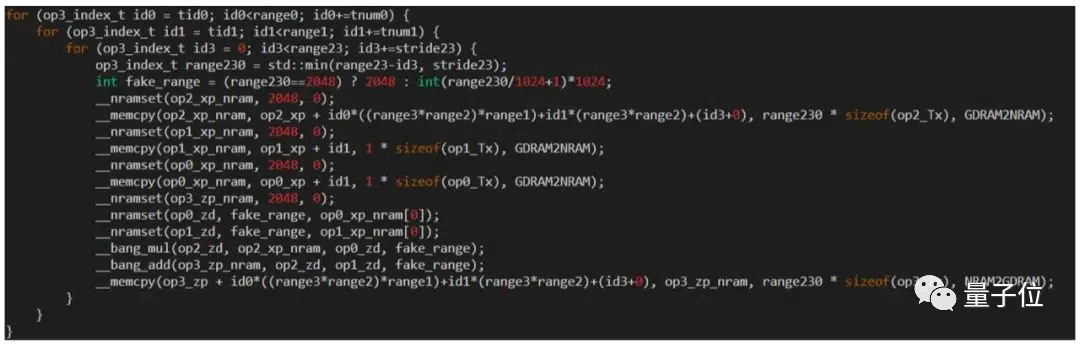 for (op3_index_t id0 = tid0; id0<range0; id0+=tnum0) {
for (op3_index_t id1 = tid1; id1<range1; id1+=tnum1) {
for (op3_index_t id3 = 0; id3<range23; id3+=stride23) {
op3_index_t range230 = std::min(range23-id3, stride23);
int fake_range = (range230==2048) ? 2048 : int(range230/1024+1)*1024;
__nramset(op2_xp_nram, 2048, 0);
__memcpy(op2_xp_nram, op2_xp + id0*((range3*range2)*range1)+id1*(range3*range2)+(id3+0), range230 * sizeof(op2_Tx), GDRAM2NRAM);
__nramset(op1_xp_nram, 2048, 0);
__memcpy(op1_xp_nram, op1_xp + id1, 1 * sizeof(op1_Tx), GDRAM2NRAM);
__nramset(op0_xp_nram, 2048, 0);
__memcpy(op0_xp_nram, op0_xp + id1, 1 * sizeof(op0_Tx), GDRAM2NRAM);
__nramset(op3_zp_nram, 2048, 0);
__nramset(op0_zd, fake_range, op0_xp_nram[0]);
__nramset(op1_zd, fake_range, op1_xp_nram[0]);
__bang_mul(op2_zd, op2_xp_nram, op0_zd, fake_range);
__bang_add(op3_zp_nram, op2_zd, op1_zd, fake_range);
__memcpy(op3_zp + id0*((range3*range2)*range1)+id1*(range3*range2)+(id3+0), op3_zp_nram, range230 * sizeof(op NRAM2GDRAM);
}
}
}
量子位